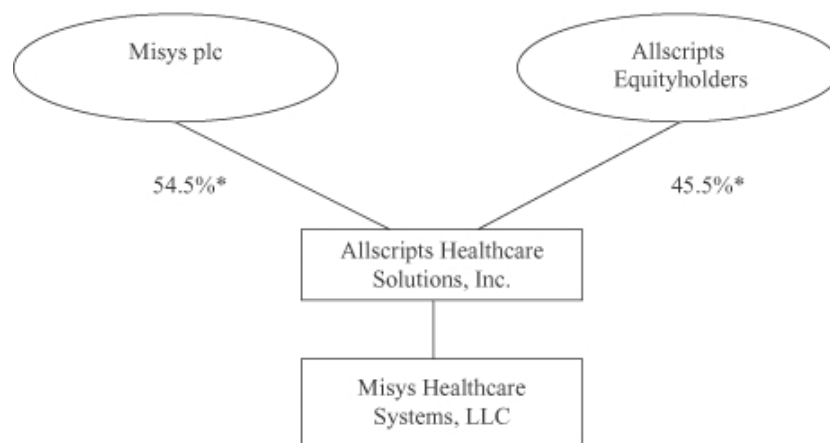 Misys plc
Allscripts
Equityholders
54.5%*
45.5%*
Allscripts Healthcare
Solutions, Inc.
Misys Healthcare
Systems, LLC